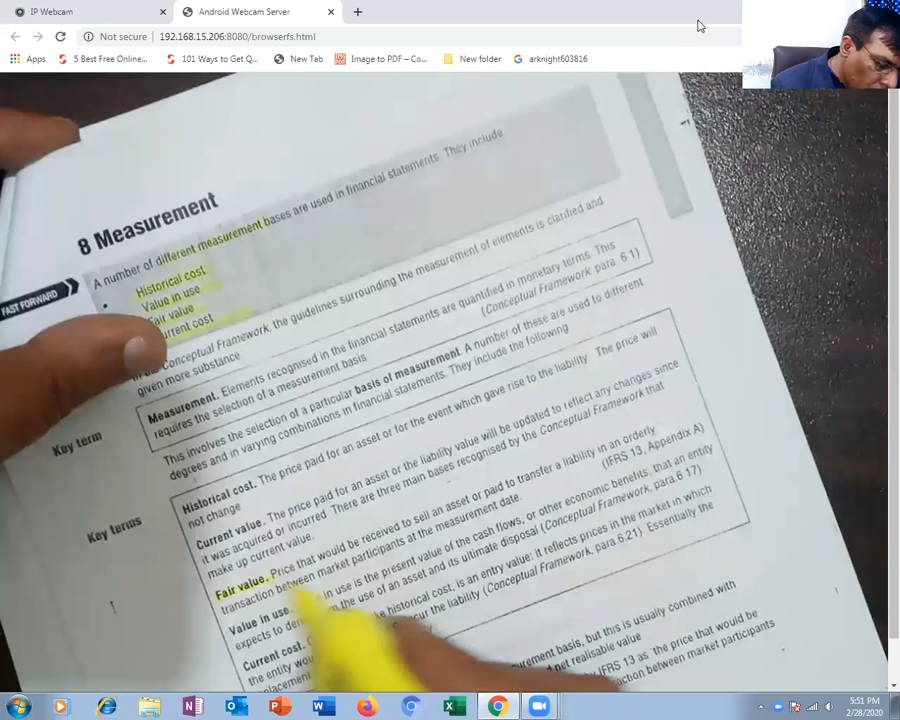 IP Webcam
Android Webcam Server
Not secure
192.168.15.206:8080/browserfs.html
Apps
5 Best Free Online...
101 Ways to Get Q...
New Tab
Image to PDF – Co...
New folder
arknight603816
8 Measurement
FAST FORWARD
A number of different measurement bases are used in financial statements They include
• Historical cost
Value in use
Fair value
urrent cost
Conceptual Framework, the guidelines surrounding the measurement of elements is clarified and
given more substance
Key term
Measurement. Elements recognised in the financial statements are quantified in monetary terms. This
requires the selection of a measurement basis (Conceptual Framework para 6 1)
This involves the selection of a particular basis of measurement. A number of these are used to different
degrees and in varying combinations in financial statements. They include the following
Key terms
Historical cost. The price paid for an asset or for the event which gave rise to the liability The price will
not change
Current value. The price paid for an asset or the liability value will be updated to reflect any changes since
it was acquired or incurred. There are three main bases recognised by the Conceptual Framework that
make up current value.
Fair value. Price that would be received to sell an asset or paid to transfer a liability in an orderly
transaction between market participants at the measurement date. (IFRS 13, Appendix A)
Value in use. in use is the present value of the cash flows, or other economic benefits, that an entity
expects to the use of an asset and its ultimate disposal (Conceptual Framework, para 6 17)
Current cost. historical cost, is an entry value: it reflects prices in the market in which
the entity wou cur the liability (Conceptual Framework, para 6.21) Essentially the
placement
urement basis, but this is usually combined with
net realisable value
by IFRS 13 as the price that would be
nsaction between market participants
5:51 PM
2/28/2020